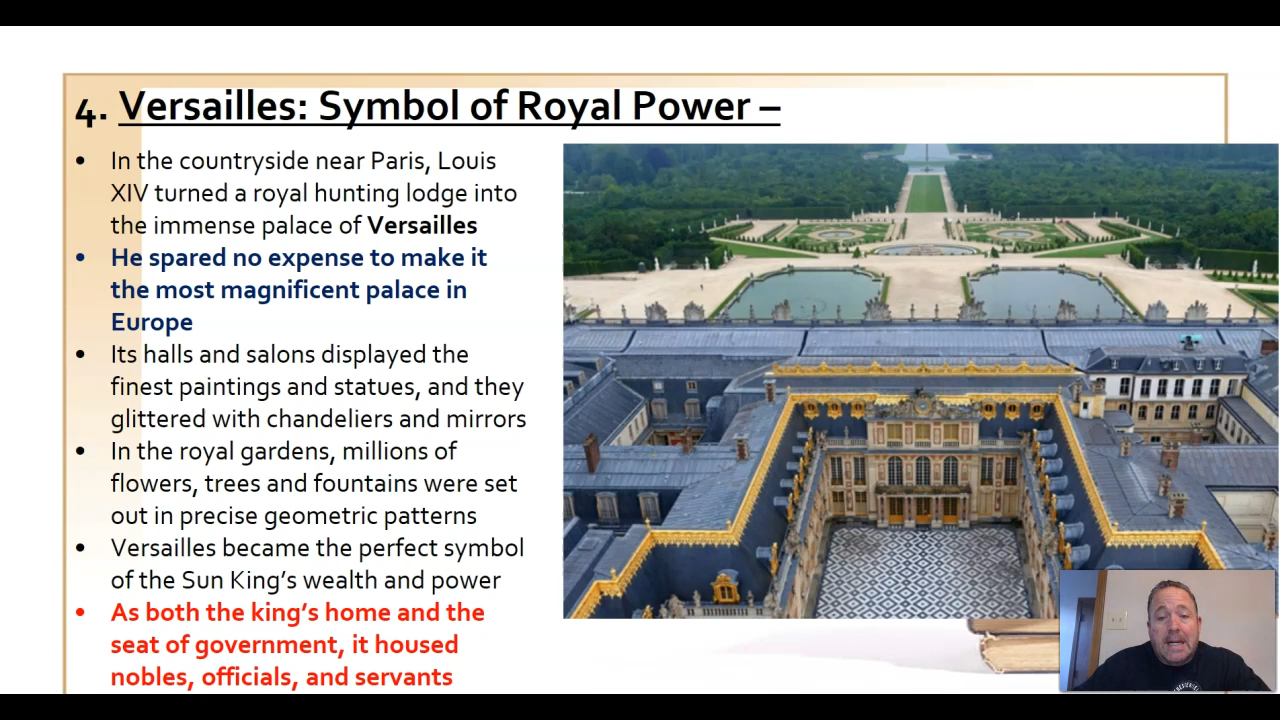 4. Versailles: Symbol of Royal Power –
• In the countryside near Paris, Louis
XIV turned a royal hunting lodge into
the immense palace of Versailles
• He spared no expense to make it
the most magnificent palace in
Europe
• Its halls and salons displayed the
finest paintings and statues, and they
glittered with chandeliers and mirrors
• In the royal gardens, millions of
flowers, trees and fountains were set
out in precise geometric patterns
• Versailles became the perfect symbol
of the Sun King's wealth and power
• As both the king's home and the
seat of government, it housed
nobles, officials, and servants